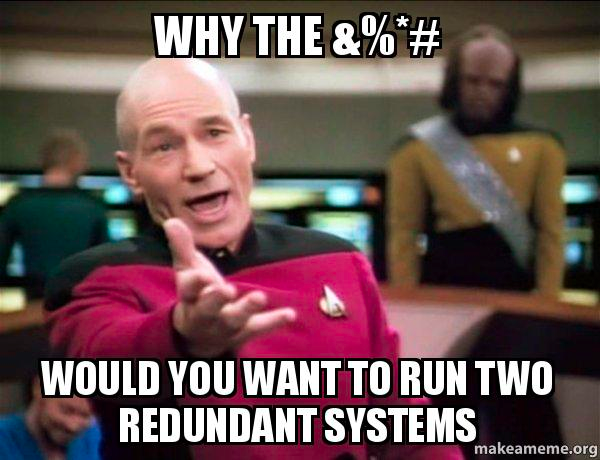 WHY THE &%*#
WOULD YOU WANT TO RUN TWO
REDUNDANT SYSTEMS
makeameme.org